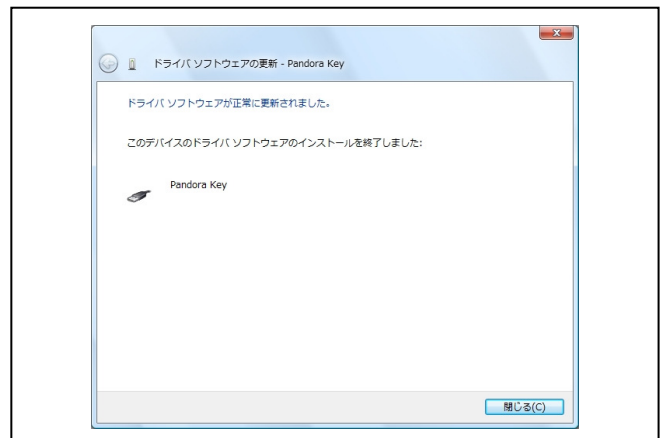 ドライバ ソフトウェアの更新 - Pandora Key
ドライバ ソフトウェアが正常に更新されました。
このデバイスのドライバ ソフトウェアのインストールを終了しました:
Pandora Key
閉じる(C)